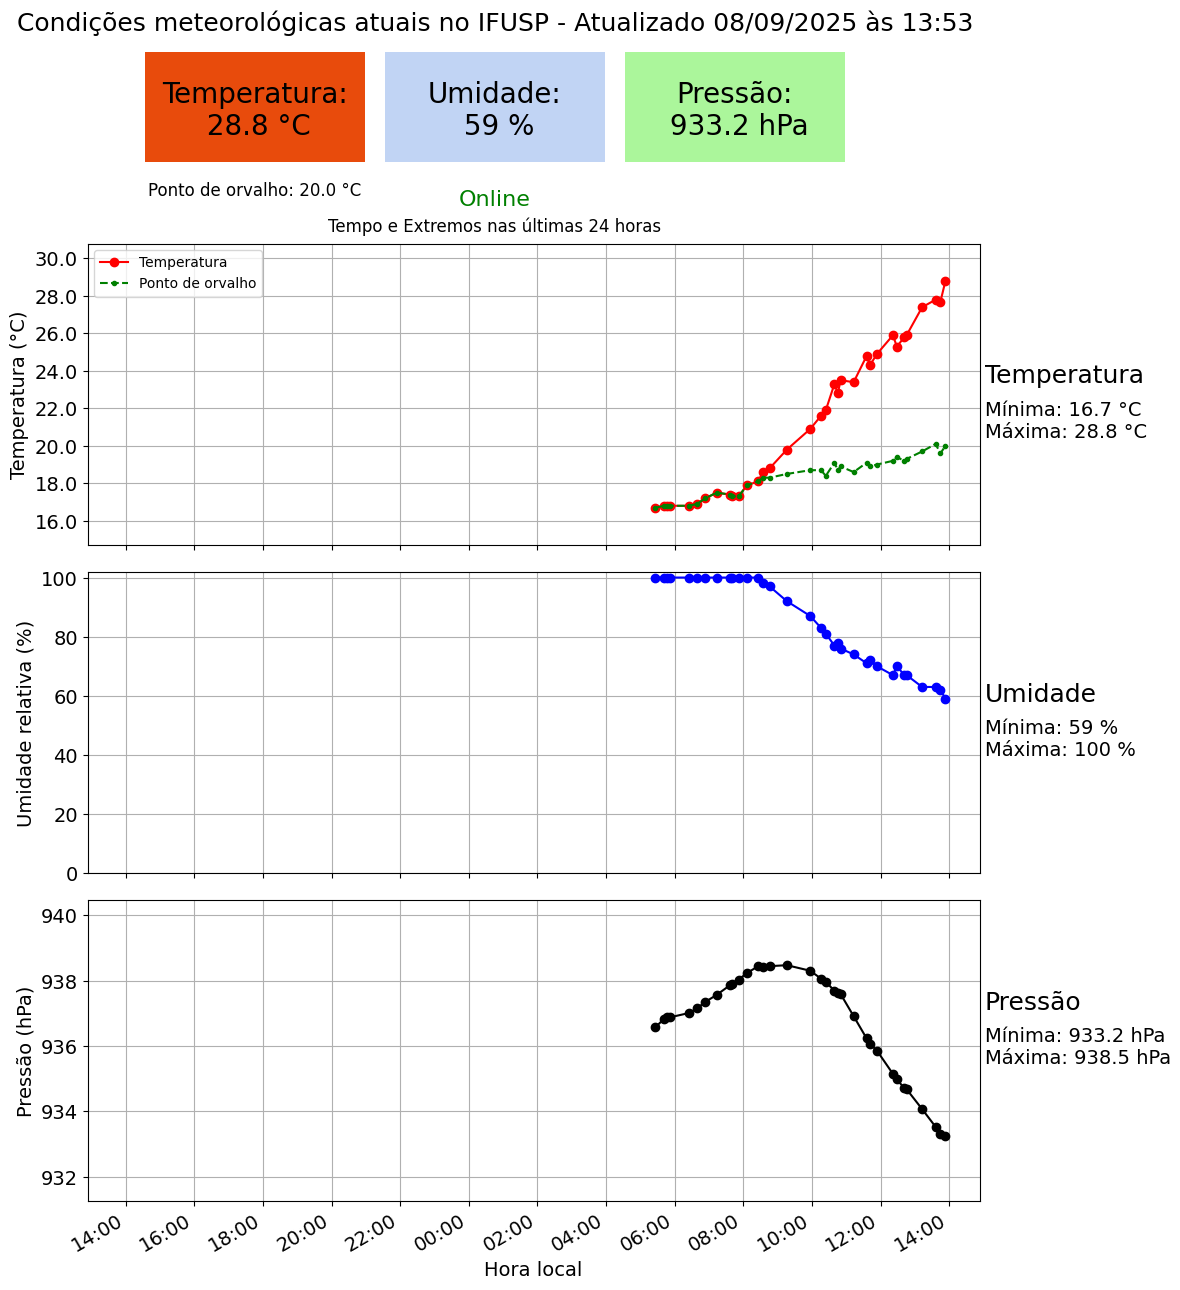 Condições meteorológicas atuais no IFUSP - Atualizado 08/09/2025 às 13:53
Temperatura:
28.8 °C
Umidade:
59 %
Pressão:
933.2 hPa
Ponto de orvalho: 20.0 °C
Online
Tempo e Extremos nas últimas 24 horas
Temperatura (°C)
30.0
28.0
26.0
24.0
22.0
20.0
18.0
16.0
Temperatura
Ponto de orvalho
Temperatura
Mínima: 16.7 °C
Máxima: 28.8 °C
Umidade relativa (%)
100
80
60
40
20
0
Umidade
Mínima: 59 %
Máxima: 100 %
Pressão (hPa)
940
938
936
934
932
Pressão
Mínima: 933.2 hPa
Máxima: 938.5 hPa
14:00 16:00 18:00 20:00 22:00 00:00 02:00 04:00 06:00 08:00 10:00 12:00 14:00
Hora local